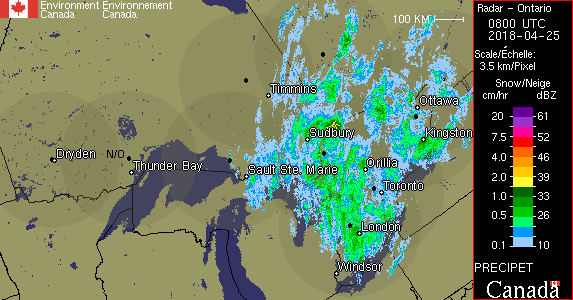 Environment Environnement
Canada Canada
100 KM
Timmins
Ottawa
Sudbury
Kingston
Dryden
N/O
Thunder Bay
Sault Ste. Marie
Orillia
Toronto
London
Windsor
Radar - Ontario
0800 UTC
2018-04-25
Scale/Échelle:
3.5 km/Pixel
Snow/Neige
cm/hr dBZ
20 61
7.5 52
4.0 46
2.0 39
1.0 33
0.5 26
0.1 10
PRECIPET
Canada